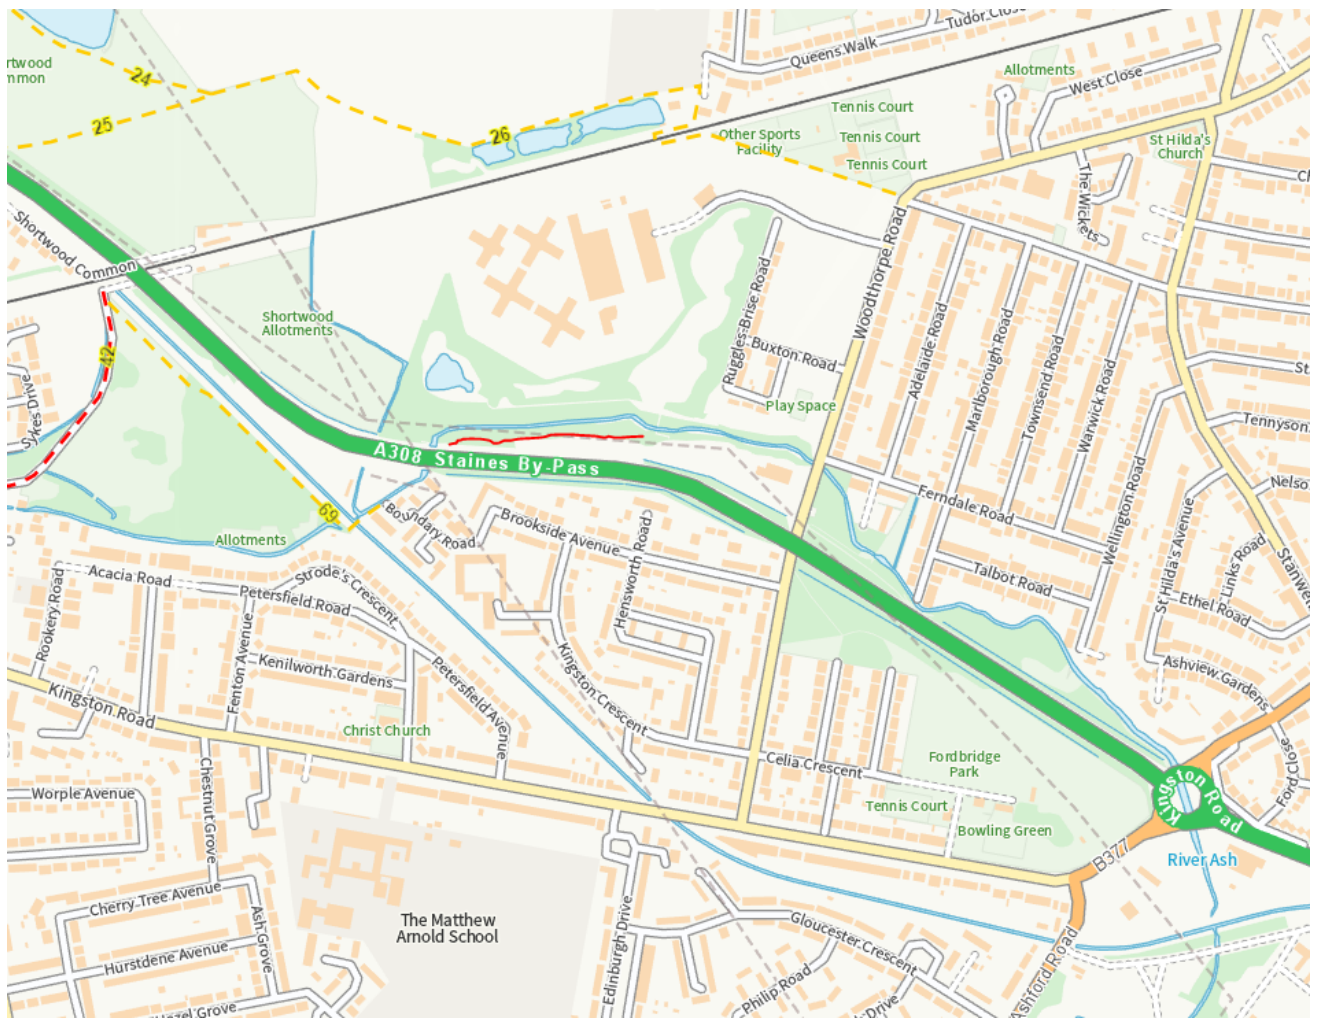 Tudor Close
Queens Walk
rtwood
mmon
24
25
26
Allotments
West Close
Tennis Court
Other Sports
Facility
Tennis Court
Tennis Court
St Hilda's
Church
The Wickets
Shortwood Common
Woodthorpe Road
Shortwood
Allotments
Ruggles-Brise Road
Buxton Road
Adelaide Road
Marlborough Road
Townsend Road
Warwick Road
42
Sykes Drive
Play Space
Tennyson
A308 Staines By-Pass
Nelso
69
Boundary Road
Brookside Avenue
Hensworth Road
Ferndale Road
Wellington Road
St Hilda's Avenue
Links Road
Stanwel
Allotments
Acacia Road
Strode's Crescent
Petersfield Road
Rookery Road
Talbot Road
Ethel Road
Fenton Avenue
Kenilworth Gardens
Petersfield Avenue
Kingston Crescent
Ashview Gardens
Kingston Road
Christ Church
Celia Crescent
Fordbridge
Park
Ford Close
Kingston Road
Worple Avenue
Chestnut Grove
Tennis Court
Bowling Green
B377
River Ash
Cherry Tree Avenue
Ash Grove
The Matthew
Arnold School
Edinburgh Drive
Gloucester Crescent
Hurstdene Avenue
Philip Road
Drive
Ashford Road
Hazel Grove